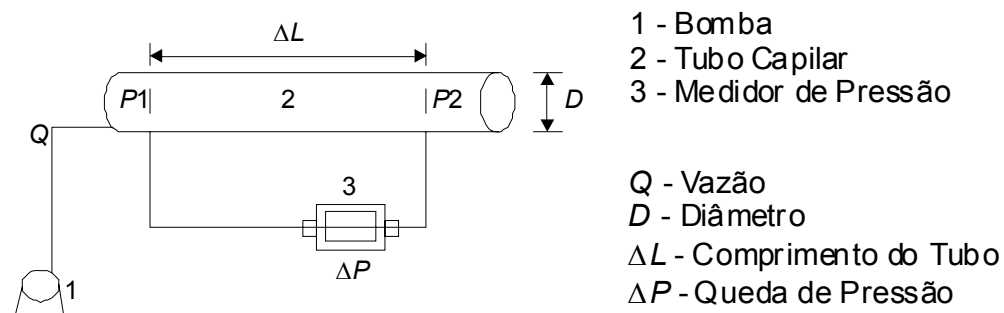 ΔL
P1
2
P2
D
Q
3
ΔP
1
1 - Bomba
2 - Tubo Capilar
3 - Medidor de Pressão
Q - Vazão
D - Diâmetro
ΔL - Comprimento do Tubo
ΔP - Queda de Pressão